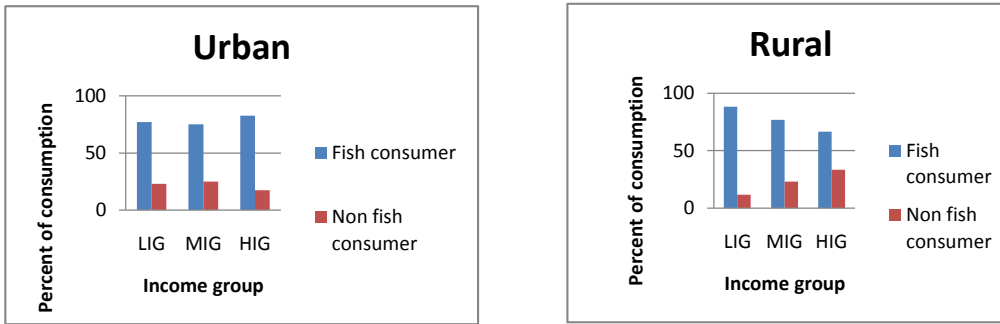 Urban
Percent of consumption
100
50
0
LIG MIG HIG
Income group
Fish consumer
Non fish
consumer
Rural
Percent of consumption
100
50
0
LIG MIG HIG
Income group
Fish
consumer
Non fish
consumer